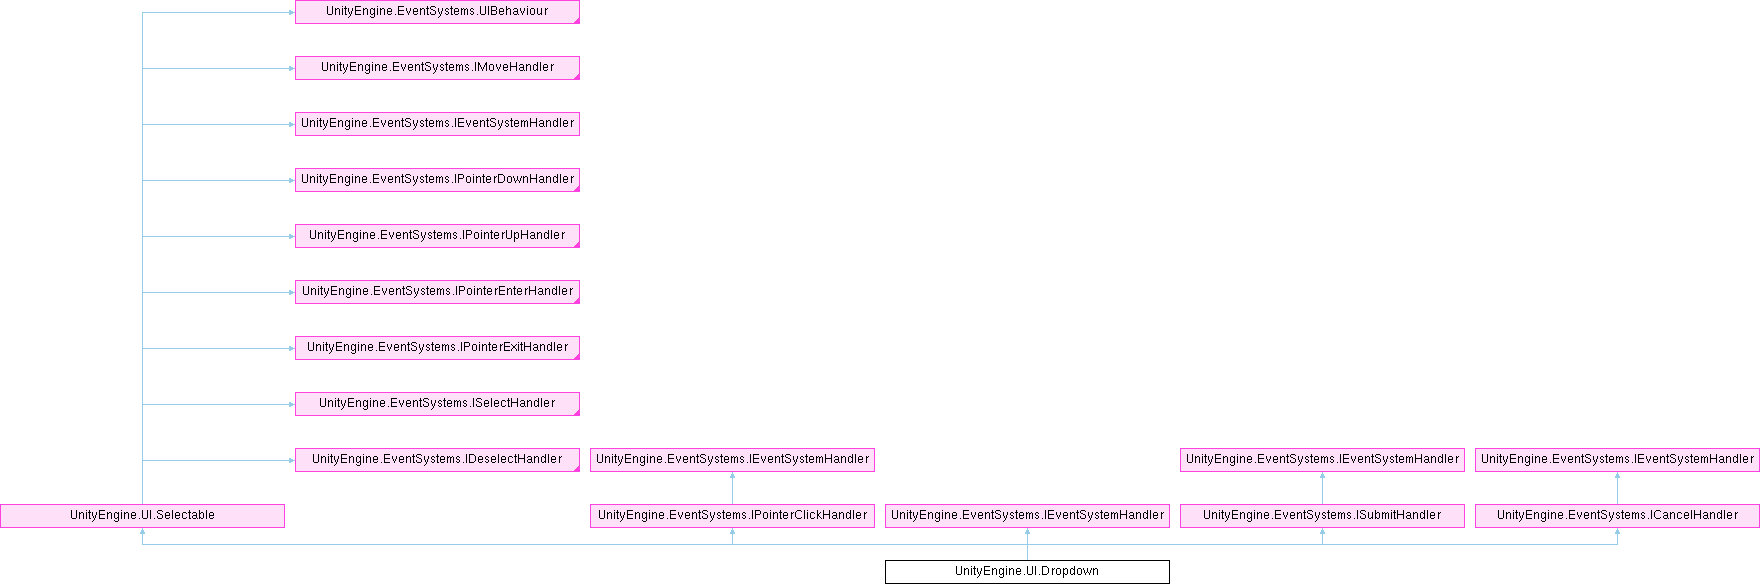 UnityEngine.EventSystems.UIBehaviour
UnityEngine.EventSystems.IMoveHandler
UnityEngine.EventSystems.IEventSystemHandler
UnityEngine.EventSystems.IPointerDownHandler
UnityEngine.EventSystems.IPointerUpHandler
UnityEngine.EventSystems.IPointerEnterHandler
UnityEngine.EventSystems.IPointerExitHandler
UnityEngine.EventSystems.ISelectHandler
UnityEngine.EventSystems.IDeselectHandler
UnityEngine.EventSystems.IEventSystemHandler
UnityEngine.EventSystems.IEventSystemHandler
UnityEngine.EventSystems.IEventSystemHandler
UnityEngine.UI.Selectable
UnityEngine.EventSystems.IPointerClickHandler
UnityEngine.EventSystems.IEventSystemHandler
UnityEngine.EventSystems.ISubmitHandler
UnityEngine.EventSystems.ICancelHandler
UnityEngine.UI.Dropdown